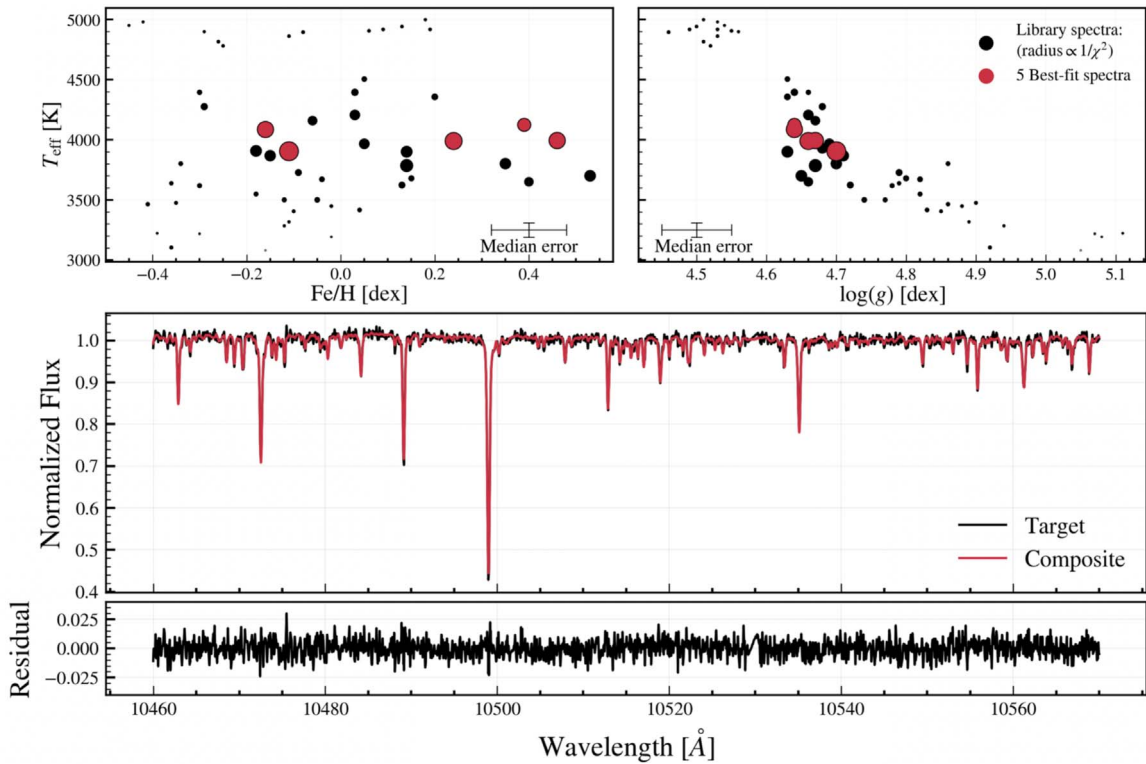 5000
4500
4000
3500
3000
T_eff [K]
−0.4
−0.2
0.0
0.2
0.4
Fe/H [dex]
Median error
Library spectra:
(radius ∝ 1/χ²)
5 Best-fit spectra
Median error
4.5
4.6
4.7
4.8
4.9
5.0
5.1
log(g) [dex]
1.0
0.9
0.8
0.7
0.6
0.5
0.4
Normalized Flux
Target
Composite
0.025
0.000
−0.025
Residual
10460
10480
10500
10520
10540
10560
Wavelength [Å]